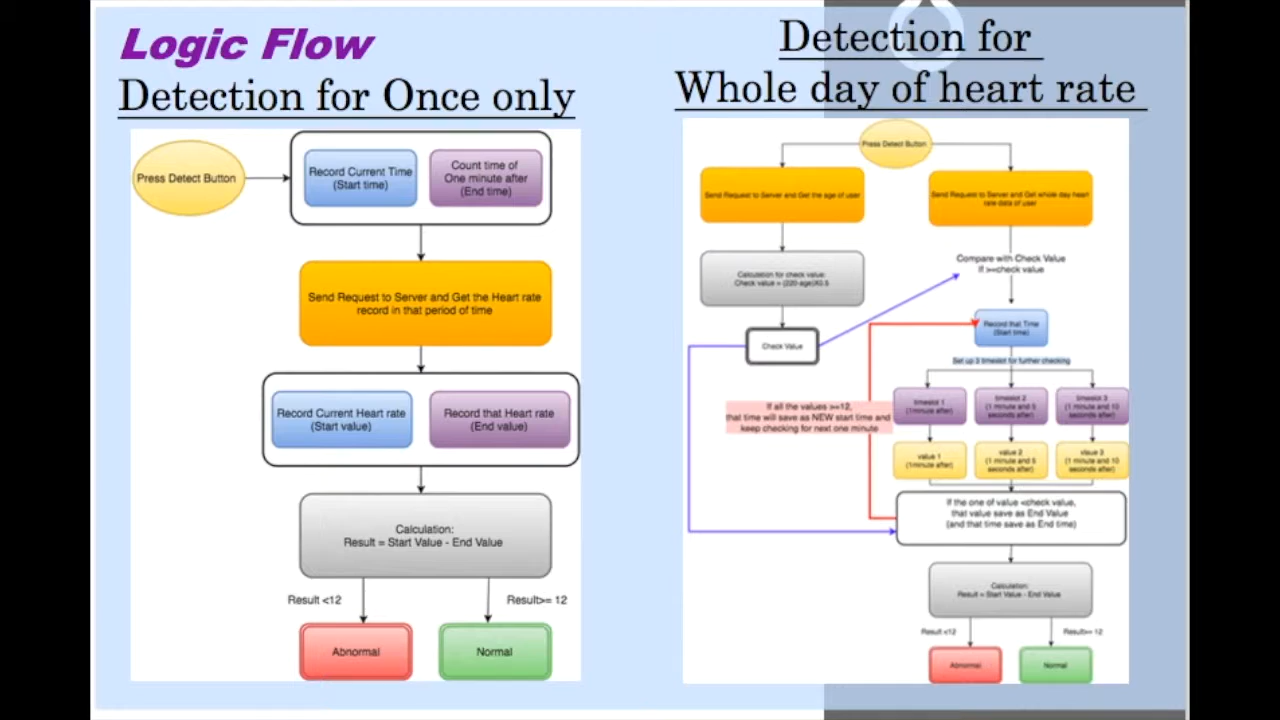 Logic Flow
Detection for Once only
Press Detect Button
Record Current Time
(Start time)
Count time of
One minute after
(End time)
Send Request to Server and Get the Heart rate
record in that period of time
Record Current Heart rate
(Start value)
Record that Heart rate
(End value)
Calculation:
Result = Start Value - End Value
Result <12
Result>= 12
Abnormal
Normal
Detection for
Whole day of heart rate
Press Detect Button
Send Request to Server and Get the age of user
Send Request to Server and Get whole day heart
rate data of user
Calculation for check value:
Check value = (220-age)X0.5
Compare with Check Value
If >=check value
Check Value
Record that Time
(Start time)
Set up 3 timeslot for further checking
timeslot 1
(1minute after)
timeslot 2
(1 minute and 5
seconds after)
timeslot 3
(1 minute and 10
seconds after)
If all the values >=12,
that time will save as NEW start time and
keep checking for next one minute
value 1
(1minute after)
value 2
(1 minute and 5
seconds after)
vlaue 3
(1 minute and 10
seconds after)
If the one of value <check value,
that value save as End Value
(and that time save as End time)
Calculation:
Result = Start Value - End Value
Result <12
Result>= 12
Abnormal
Normal